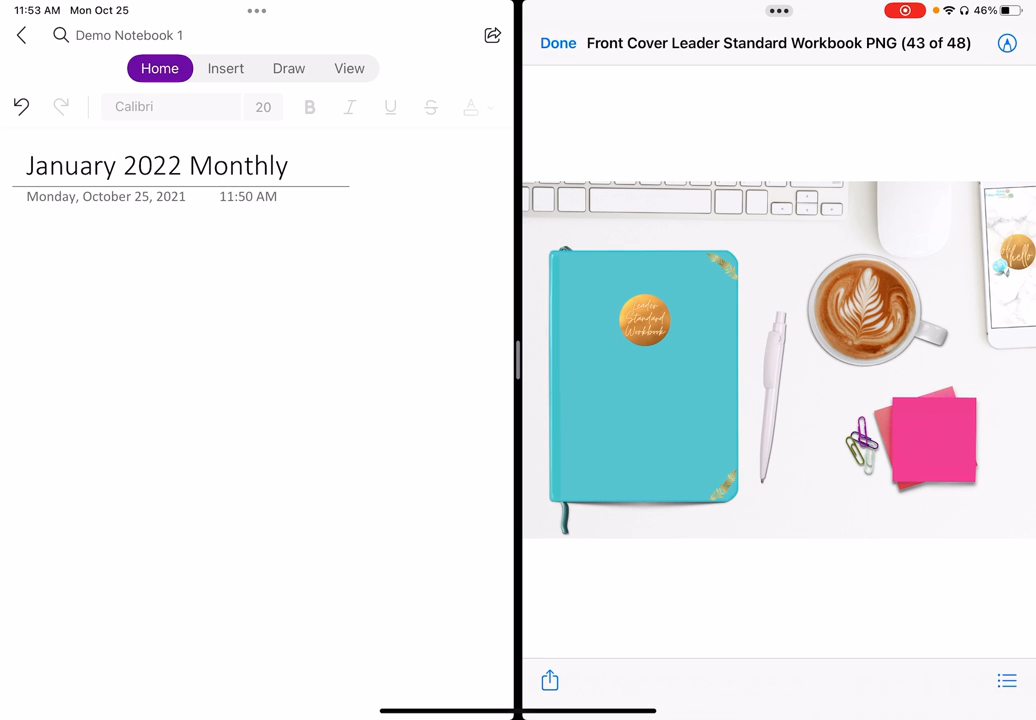 11:53 AM Mon Oct 25
46%
Demo Notebook 1
Home Insert Draw View
Calibri 20 B I U S A
January 2022 Monthly
Monday, October 25, 2021 11:50 AM
Done Front Cover Leader Standard Workbook PNG (43 of 48)
hello
Leader
Standard
Workbook